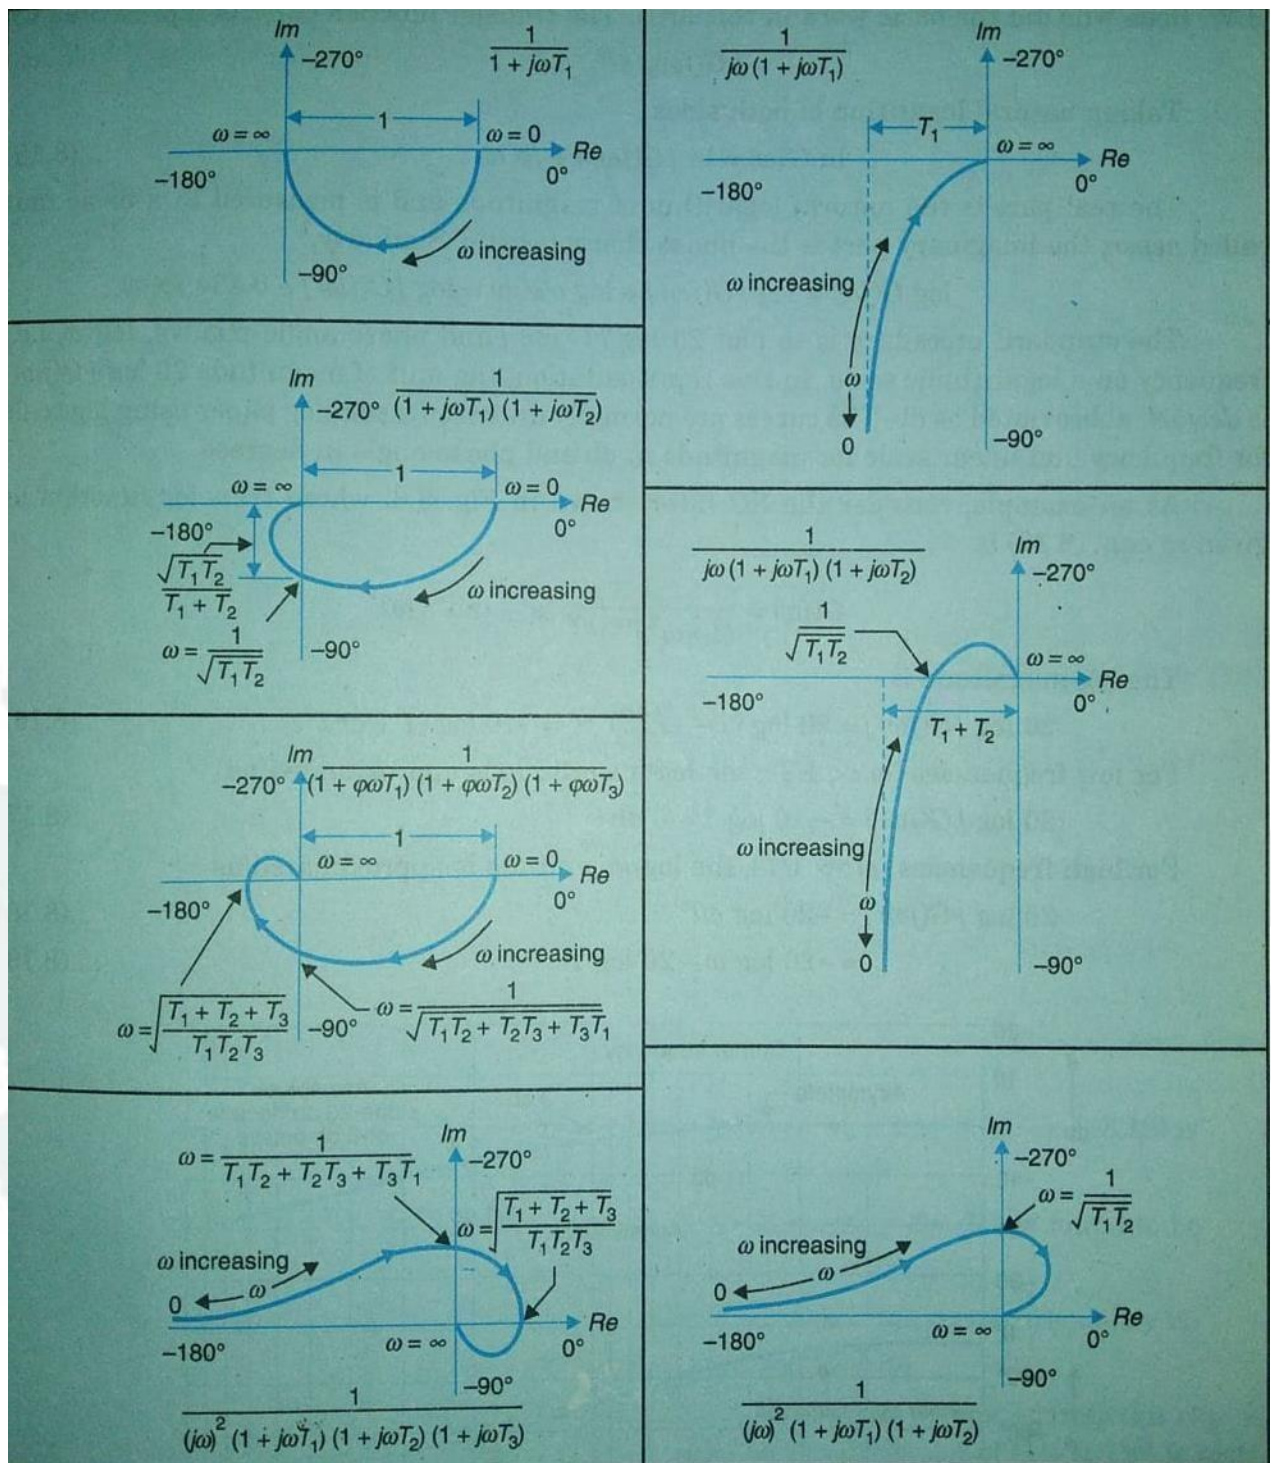 Im
-270°
1 / (1 + jωT₁)
1
ω = ∞
ω = 0
Re
-180°
0°
ω increasing
-90°
1 / (jω (1 + jωT₁))
Im
-270°
T₁
ω = ∞
Re
-180°
0°
ω increasing
ω
0
-90°
Im
-270°
1 / ((1 + jωT₁) (1 + jωT₂))
1
ω = ∞
ω = 0
Re
-180°
0°
√(T₁T₂) / (T₁ + T₂)
ω increasing
ω = 1 / √(T₁T₂)
-90°
1 / (jω (1 + jωT₁) (1 + jωT₂))
Im
-270°
1 / √(T₁T₂)
ω = ∞
Re
-180°
0°
T₁ + T₂
ω increasing
ω
0
-90°
Im
-270°
1 / ((1 + φωT₁) (1 + φωT₂) (1 + φωT₃))
1
ω = ∞
ω = 0
Re
-180°
0°
ω increasing
ω = √((T₁ + T₂ + T₃) / (T₁T₂T₃))
-90°
ω = 1 / √(T₁T₂ + T₂T₃ + T₃T₁)
ω = 1 / (T₁T₂ + T₂T₃ + T₃T₁)
Im
-270°
ω = √((T₁ + T₂ + T₃) / (T₁T₂T₃))
ω increasing
ω
0
Re
-180°
ω = ∞
0°
-90°
1 / ((jω)² (1 + jωT₁) (1 + jωT₂) (1 + jωT₃))
Im
-270°
ω = 1 / √(T₁T₂)
ω increasing
ω
0
Re
-180°
ω = ∞
0°
-90°
1 / ((jω)² (1 + jωT₁) (1 + jωT₂))